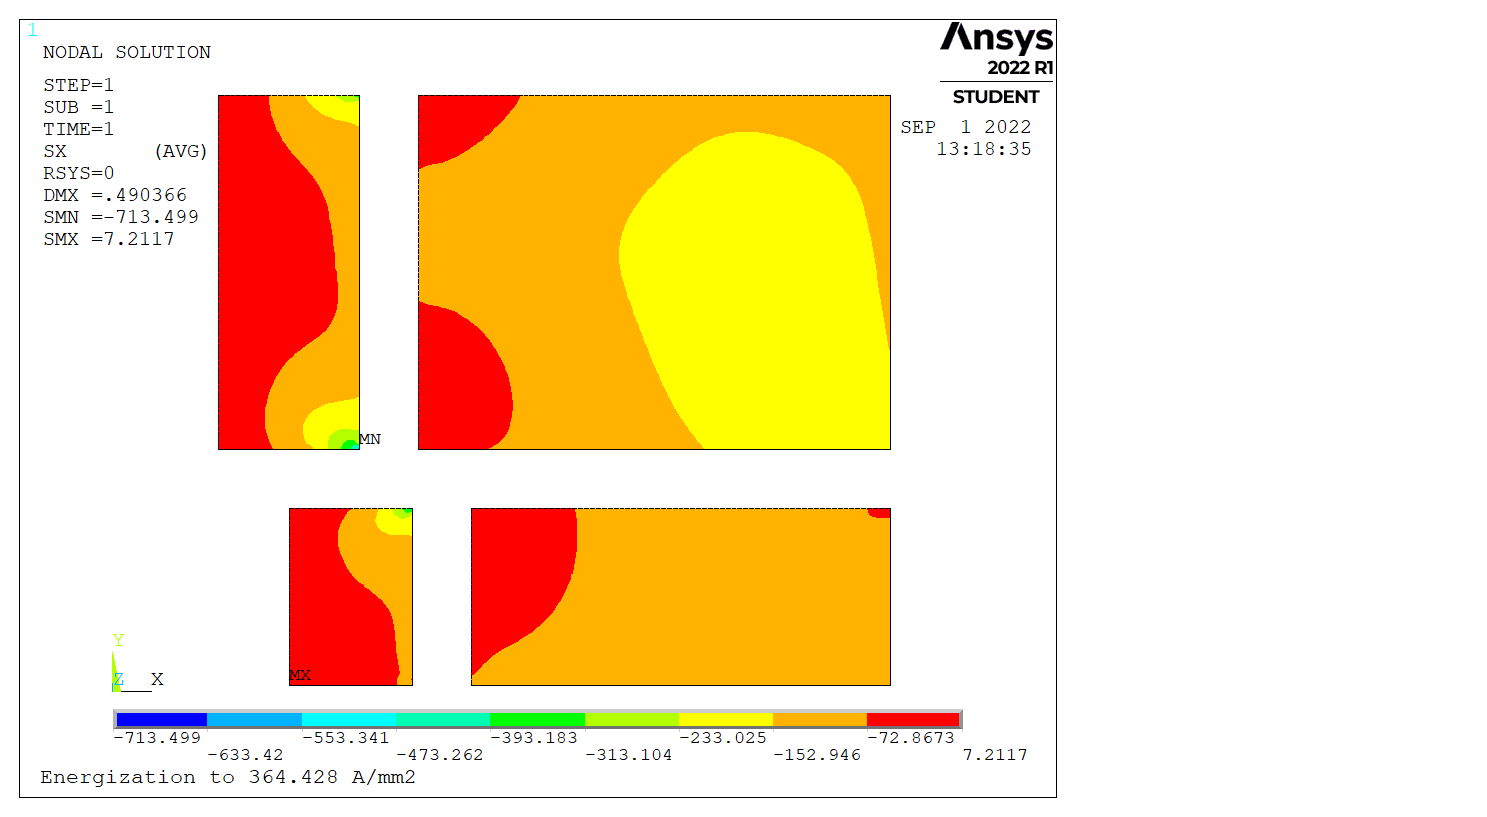 1
NODAL SOLUTION
STEP=1
SUB =1
TIME=1
SX (AVG)
RSYS=0
DMX =.490366
SMN =-713.499
SMX =7.2117
Ansys
2022 R1
STUDENT
SEP 1 2022
13:18:35
MN
MX
Y
Z X
-713.499 -553.341 -393.183 -233.025 -72.8673
-633.42 -473.262 -313.104 -152.946 7.2117
Energization to 364.428 A/mm2